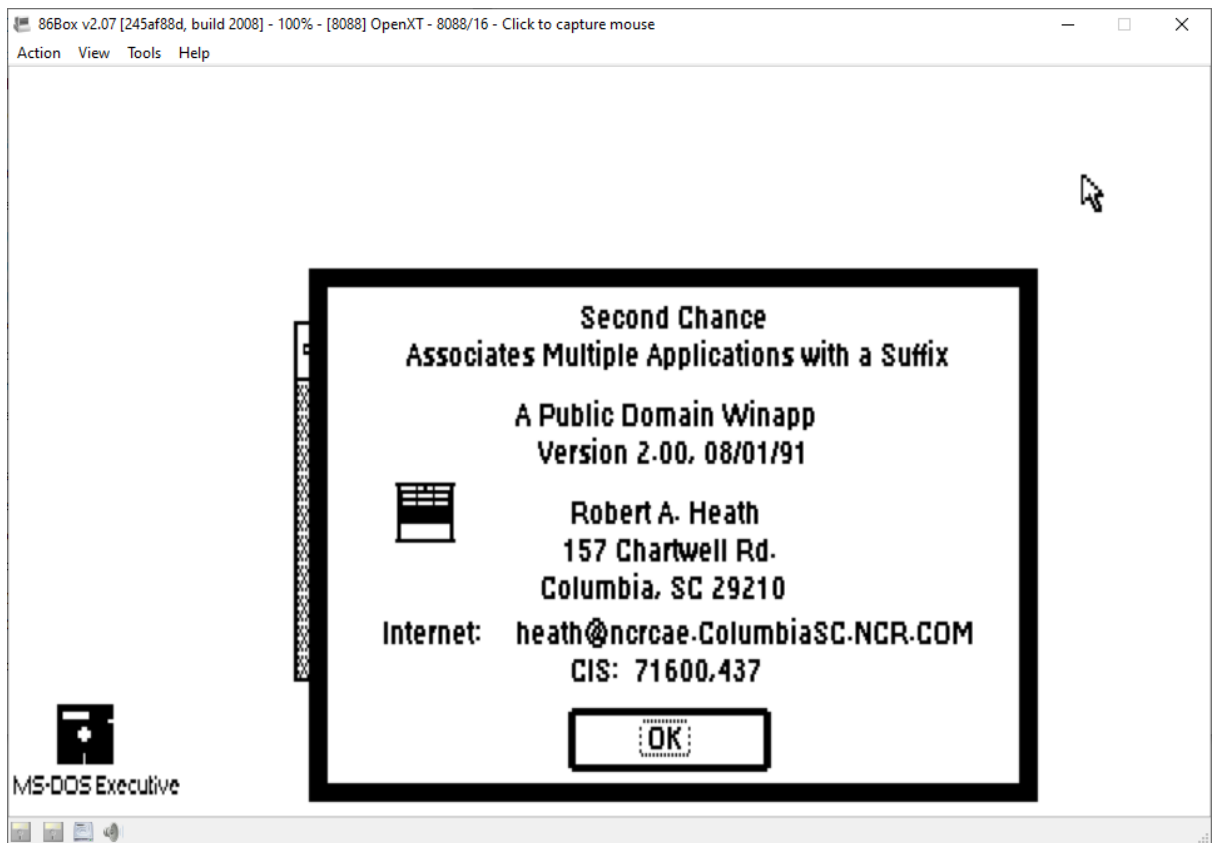 86Box v2.07 [245af88d, build 2008] - 100% - [8088] OpenXT - 8088/16 - Click to capture mouse
Action View Tools Help
Second Chance
Associates Multiple Applications with a Suffix
A Public Domain Winapp
Version 2.00, 08/01/91
Robert A. Heath
157 Chartwell Rd.
Columbia, SC 29210
Internet: heath@ncrcae.ColumbiaSC.NCR.COM
CIS: 71600,437
OK
MS-DOS Executive